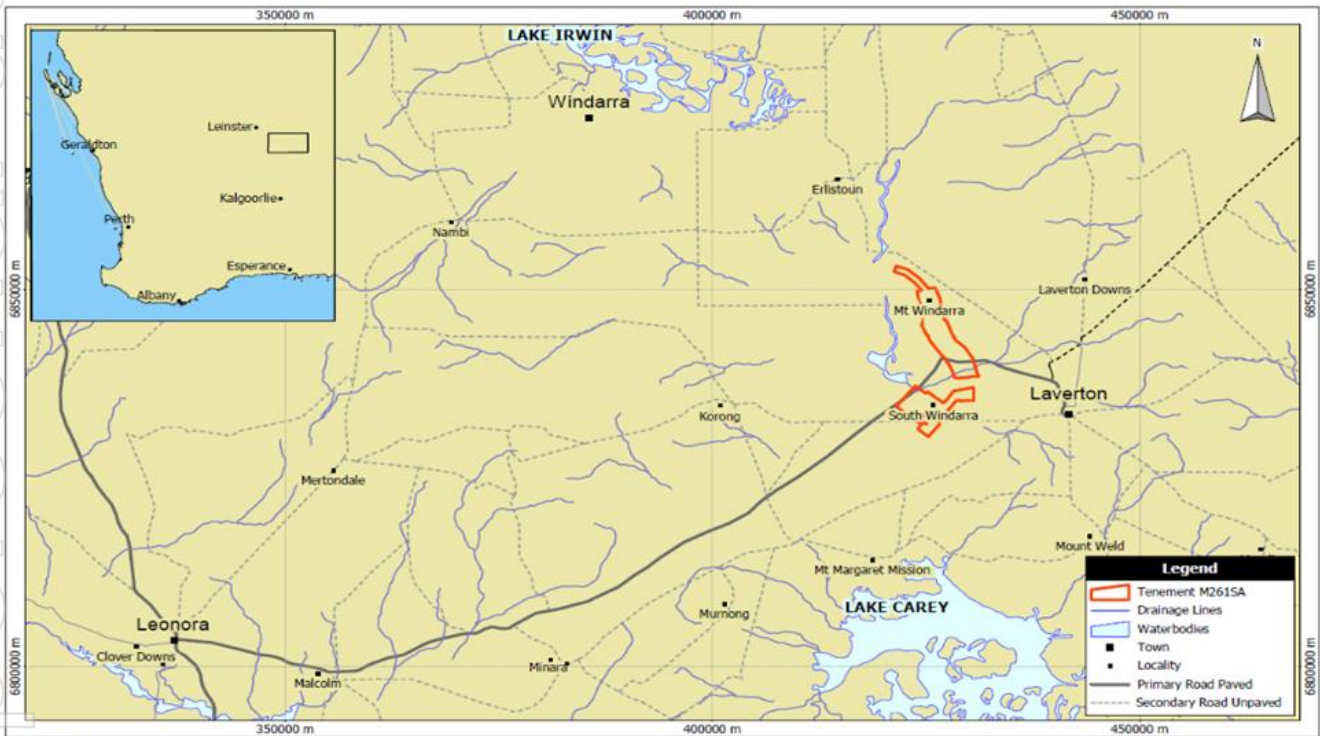 350000 m
400000 m
450000 m
LAKE IRWIN
N
Windarra
Leinster
Geraldton
Erlistoun
Kalgoorlie
Perth
Nambi
Esperance
Albany
6850000 m
6850000 m
Laverton Downs
Mt Windarra
Laverton
Korong
South Windarra
Mertondale
Mount Weld
Mt Margaret Mission
Legend
Tenement M261SA
Drainage Lines
Waterbodies
Town
Locality
Primary Road Paved
Secondary Road Unpaved
LAKE CAREY
Murnong
Leonora
Clover Downs
Minara
Malcolm
6800000 m
6800000 m
350000 m
400000 m
450000 m